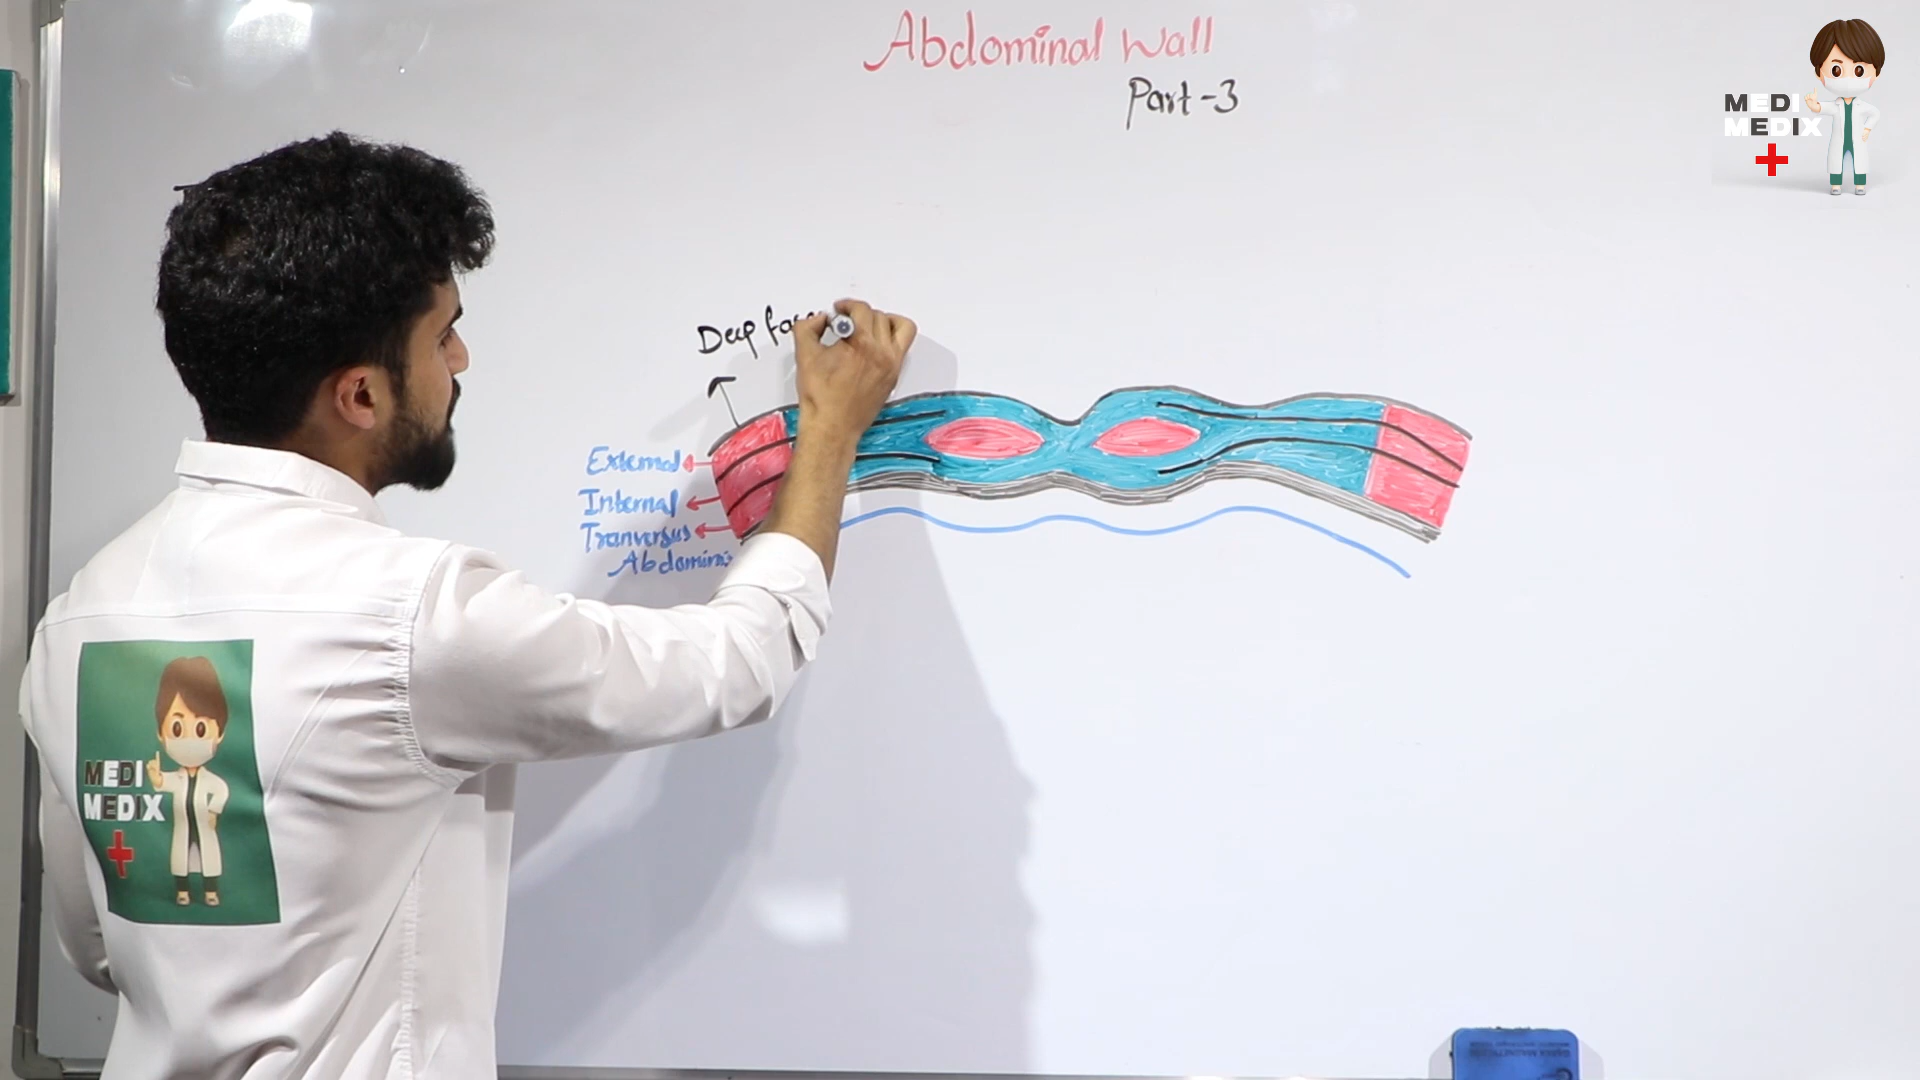 Abdominal Wall
Part-3
MEDI
MEDIX
Deep
External
Internal
Tranversus
Abdominis
MEDI
MEDIX